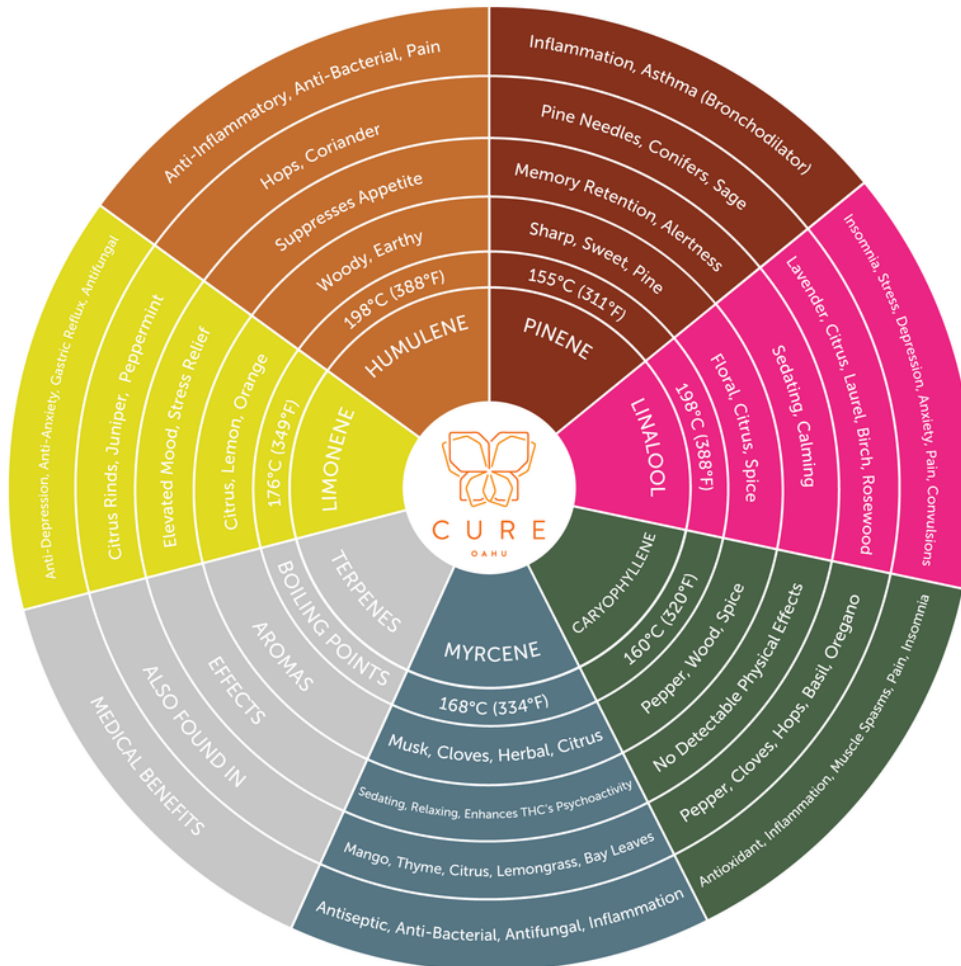 CURE
OAHU
TERPENES
BOILING POINTS
AROMAS
EFFECTS
ALSO FOUND IN
MEDICAL BENEFITS
LIMONENE
176°C (349°F)
Citrus, Lemon, Orange
Elevated Mood, Stress Relief
Citrus Rinds, Juniper, Peppermint
Anti-Depression, Anti-Anxiety, Gastric Reflux, Antifungal
HUMULENE
198°C (388°F)
Woody, Earthy
Suppresses Appetite
Hops, Coriander
Anti-Inflammatory, Anti-Bacterial, Pain
PINENE
155°C (311°F)
Sharp, Sweet, Pine
Memory Retention, Alertness
Pine Needles, Conifers, Sage
Inflammation, Asthma (Bronchodilator)
LINALOOL
198°C (388°F)
Floral, Citrus, Spice
Sedating, Calming
Lavender, Citrus, Laurel, Birch, Rosewood
Insomnia, Stress, Depression, Anxiety, Pain, Convulsions
CARYOPHYLLENE
160°C (320°F)
Pepper, Wood, Spice
No Detectable Physical Effects
Pepper, Cloves, Hops, Basil, Oregano
Antioxidant, Inflammation, Muscle Spasms, Pain, Insomnia
MYRCENE
168°C (334°F)
Musk, Cloves, Herbal, Citrus
Sedating, Relaxing, Enhances THC's Psychoactivity
Mango, Thyme, Citrus, Lemongrass, Bay Leaves
Antiseptic, Anti-Bacterial, Antifungal, Inflammation